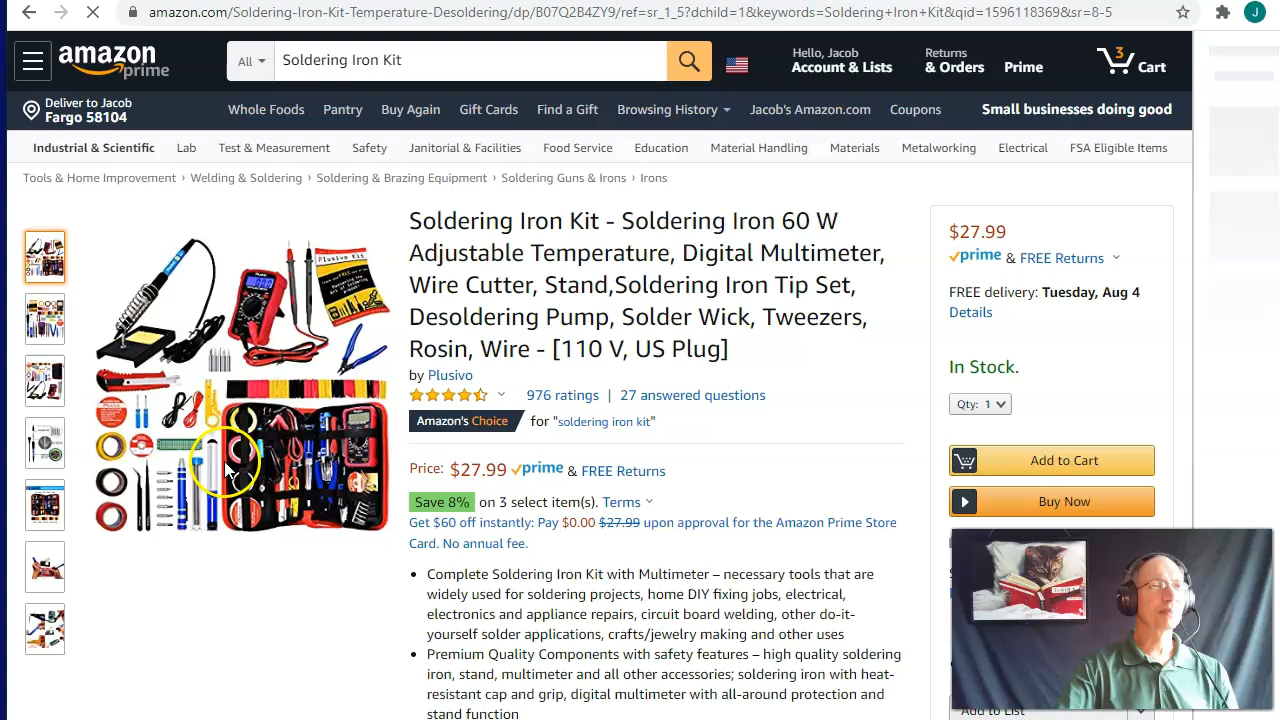 amazon.com/Soldering-Iron-Kit-Temperature-Desoldering/dp/B07Q2B4ZY9/ref=sr_1_5?dchild=1&keywords=Soldering+Iron+Kit&qid=1596118369&sr=8-5
J
amazon
prime
All
Soldering Iron Kit
Hello, Jacob
Account & Lists
Returns
& Orders
Prime
3
Cart
Deliver to Jacob
Fargo 58104
Whole Foods
Pantry
Buy Again
Gift Cards
Find a Gift
Browsing History
Jacob's Amazon.com
Coupons
Small businesses doing good
Industrial & Scientific
Lab
Test & Measurement
Safety
Janitorial & Facilities
Food Service
Education
Material Handling
Materials
Metalworking
Electrical
FSA Eligible Items
Tools & Home Improvement › Welding & Soldering › Soldering & Brazing Equipment › Soldering Guns & Irons › Irons
Plusivo Kit
FREE
Soldering Iron Kit - Soldering Iron 60 W
Adjustable Temperature, Digital Multimeter,
Wire Cutter, Stand,Soldering Iron Tip Set,
Desoldering Pump, Solder Wick, Tweezers,
Rosin, Wire - [110 V, US Plug]
by Plusivo
976 ratings | 27 answered questions
Amazon's Choice for "soldering iron kit"
Price: $27.99 prime & FREE Returns
Save 8% on 3 select item(s). Terms
Get $60 off instantly: Pay $0.00 $27.99 upon approval for the Amazon Prime Store
Card. No annual fee.
• Complete Soldering Iron Kit with Multimeter – necessary tools that are
widely used for soldering projects, home DIY fixing jobs, electrical,
electronics and appliance repairs, circuit board welding, other do-it-
yourself solder applications, crafts/jewelry making and other uses
• Premium Quality Components with safety features – high quality soldering
iron, stand, multimeter and all other accessories; soldering iron with heat-
resistant cap and grip, digital multimeter with all-around protection and
stand function
$27.99
prime & FREE Returns
FREE delivery: Tuesday, Aug 4
Details
In Stock.
Qty: 1
Add to Cart
Buy Now
Add to List